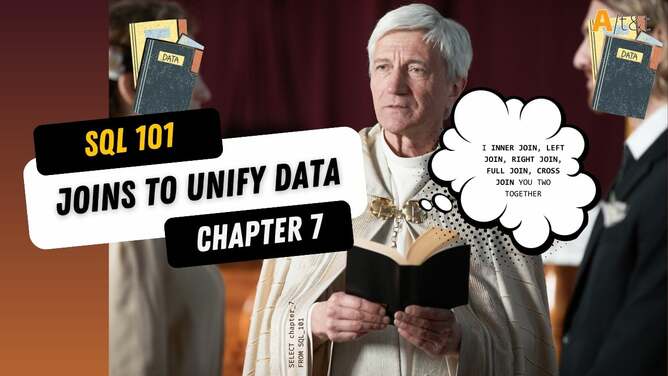 SQL 101
JOINS TO UNIFY DATA
CHAPTER 7
DATA
DATA
I INNER JOIN, LEFT
JOIN, RIGHT JOIN,
FULL JOIN, CROSS
JOIN YOU TWO
TOGETHER
SELECT chapter_7
FROM SQL_101